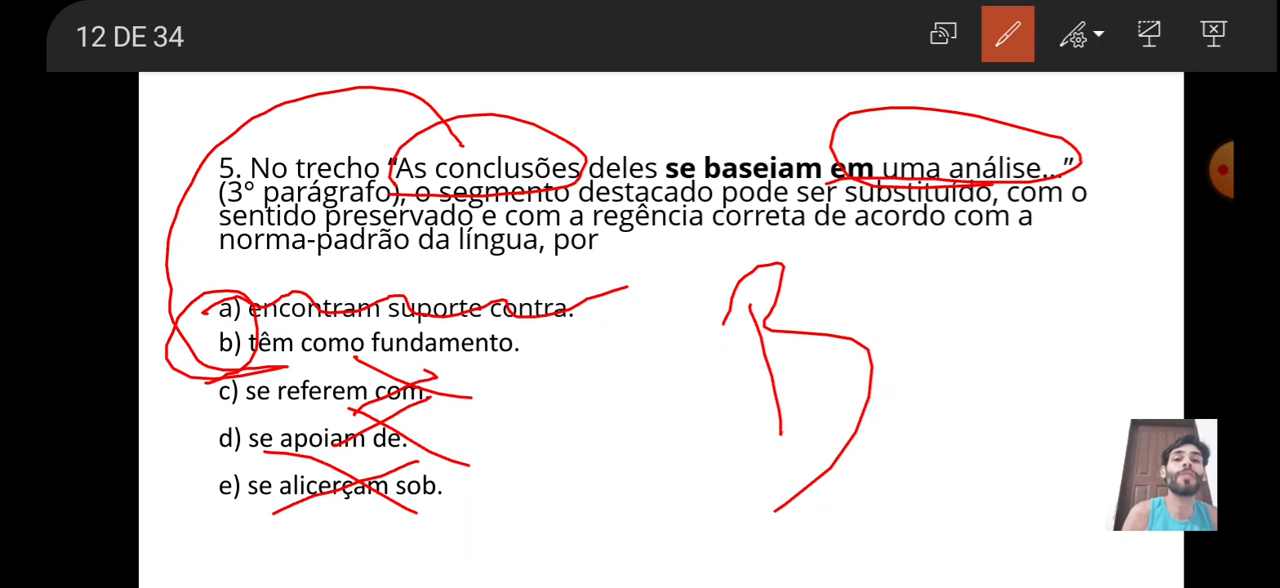 12 DE 34
5. No trecho “As conclusões deles se baseiam em uma análise...”
(3° parágrafo), o segmento destacado pode ser substituído, com o
sentido preservado e com a regência correta de acordo com a
norma-padrão da língua, por
a) encontram suporte contra.
b) têm como fundamento.
c) se referem com.
d) se apoiam de.
e) se alicerçam sob.
B